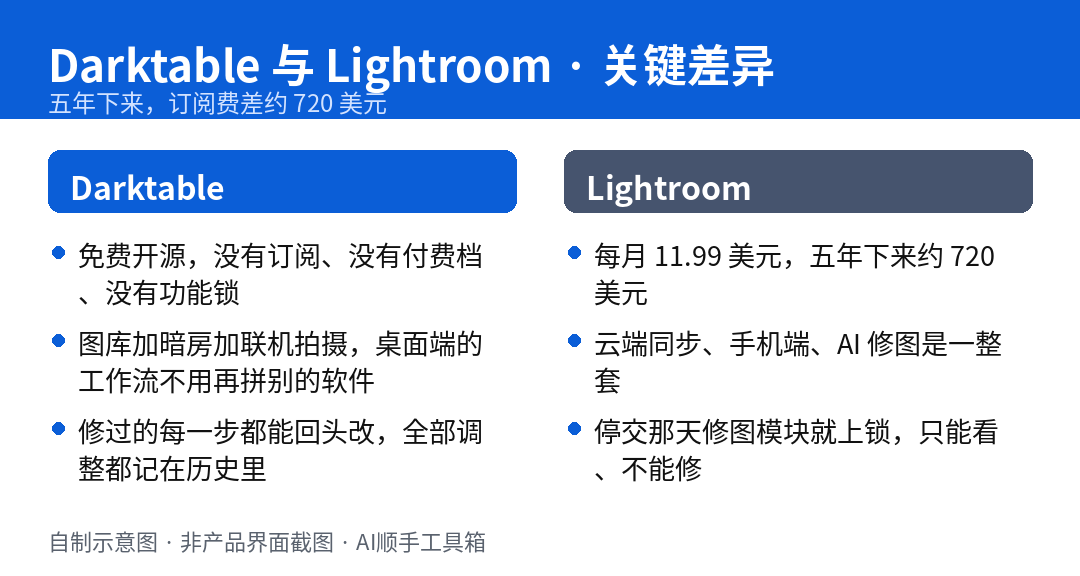 Darktable 与 Lightroom · 关键差异
五年下来，订阅费差约 720 美元
Darktable
免费开源，没有订阅、没有付费档
、没有功能锁
图库加暗房加联机拍摄，桌面端的
工作流不用再拼别的软件
修过的每一步都能回头改，全部调
整都记在历史里
Lightroom
每月 11.99 美元，五年下来约 720
美元
云端同步、手机端、AI 修图是一整
套
停交那天修图模块就上锁，只能看
、不能修
自制示意图 · 非产品界面截图 · AI顺手工具箱